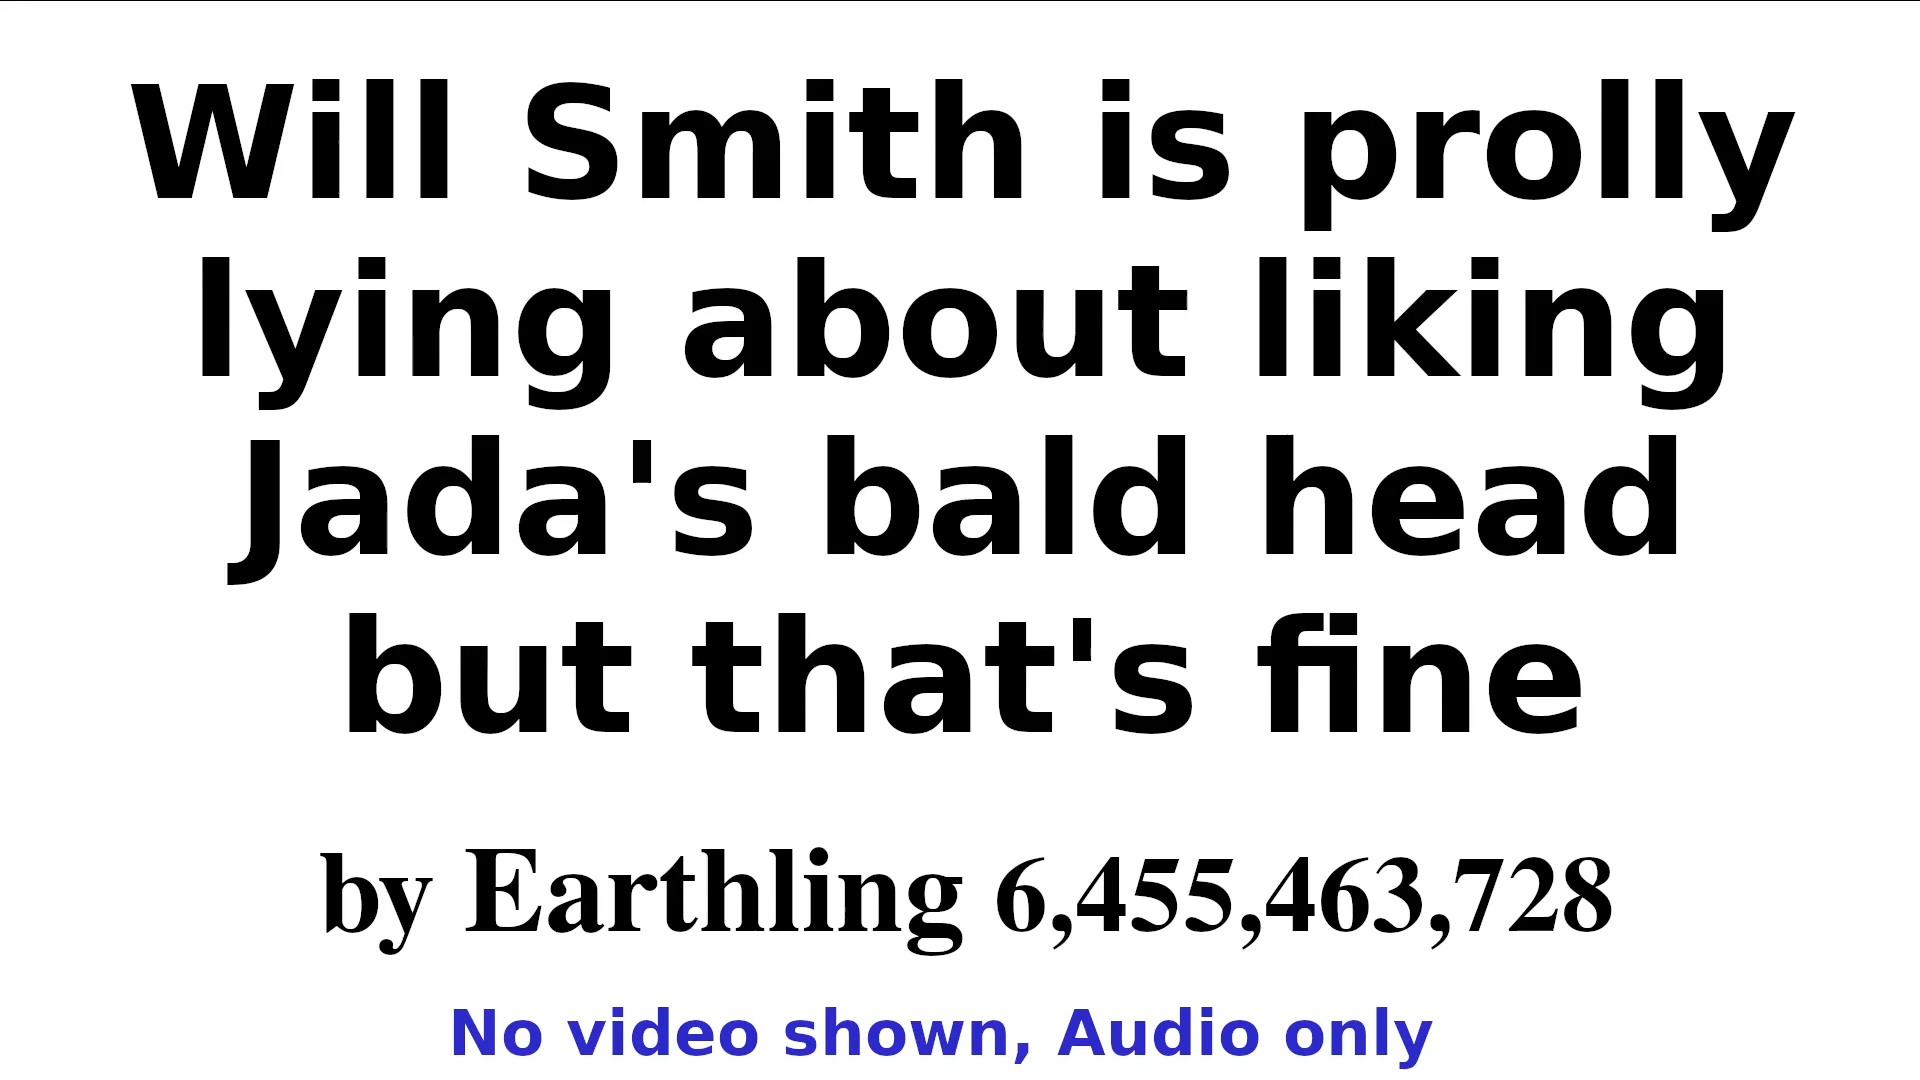 Will Smith is prolly
lying about liking
Jada's bald head
but that's fine
by Earthling 6,455,463,728
No video shown, Audio only